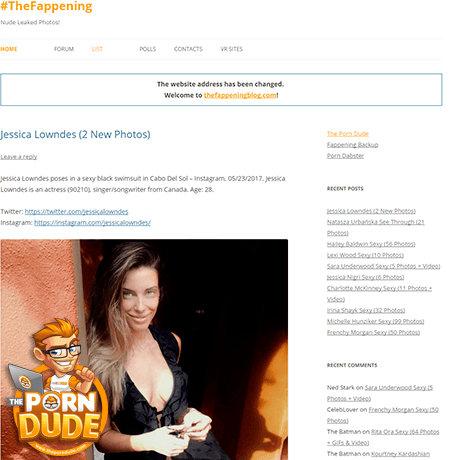 #TheFappening
Nude Leaked Photos!
HOME FORUM LIST POLLS CONTACTS VR SITES
The website address has been changed.
Welcome to thefappeningblog.com!
Jessica Lowndes (2 New Photos)
Leave a reply
Jessica Lowndes poses in a sexy black swimsuit in Cabo Del Sol – Instagram, 05/23/2017. Jessica
Lowndes is an actress (90210), singer/songwriter from Canada. Age: 28.
Twitter: https://twitter.com/jessicalowndes
Instagram: https://instagram.com/jessicalowndes/
THE
PORN
DUDE
The Porn Dude
Fappening Backup
Porn Dabster
RECENT POSTS
Jessica Lowndes (2 New Photos)
Natasza Urbańska See Through (21
Photos)
Hailey Baldwin Sexy (56 Photos)
Lexi Wood Sexy (10 Photos)
Sara Underwood Sexy (5 Photos + Video)
Jessica Nigri Sexy (6 Photos)
Charlotte McKinney Sexy (11 Photos +
Video)
Irina Shayk Sexy (32 Photos)
Michelle Hunziker Sexy (99 Photos)
Frenchy Morgan Sexy (50 Photos)
RECENT COMMENTS
Ned Stark on Sara Underwood Sexy (5
Photos + Video)
CelebLover on Frenchy Morgan Sexy (50
Photos)
The Batman on Rita Ora Sexy (64 Photos
+ GIFs & Video)
The Batman on Kourtney Kardashian